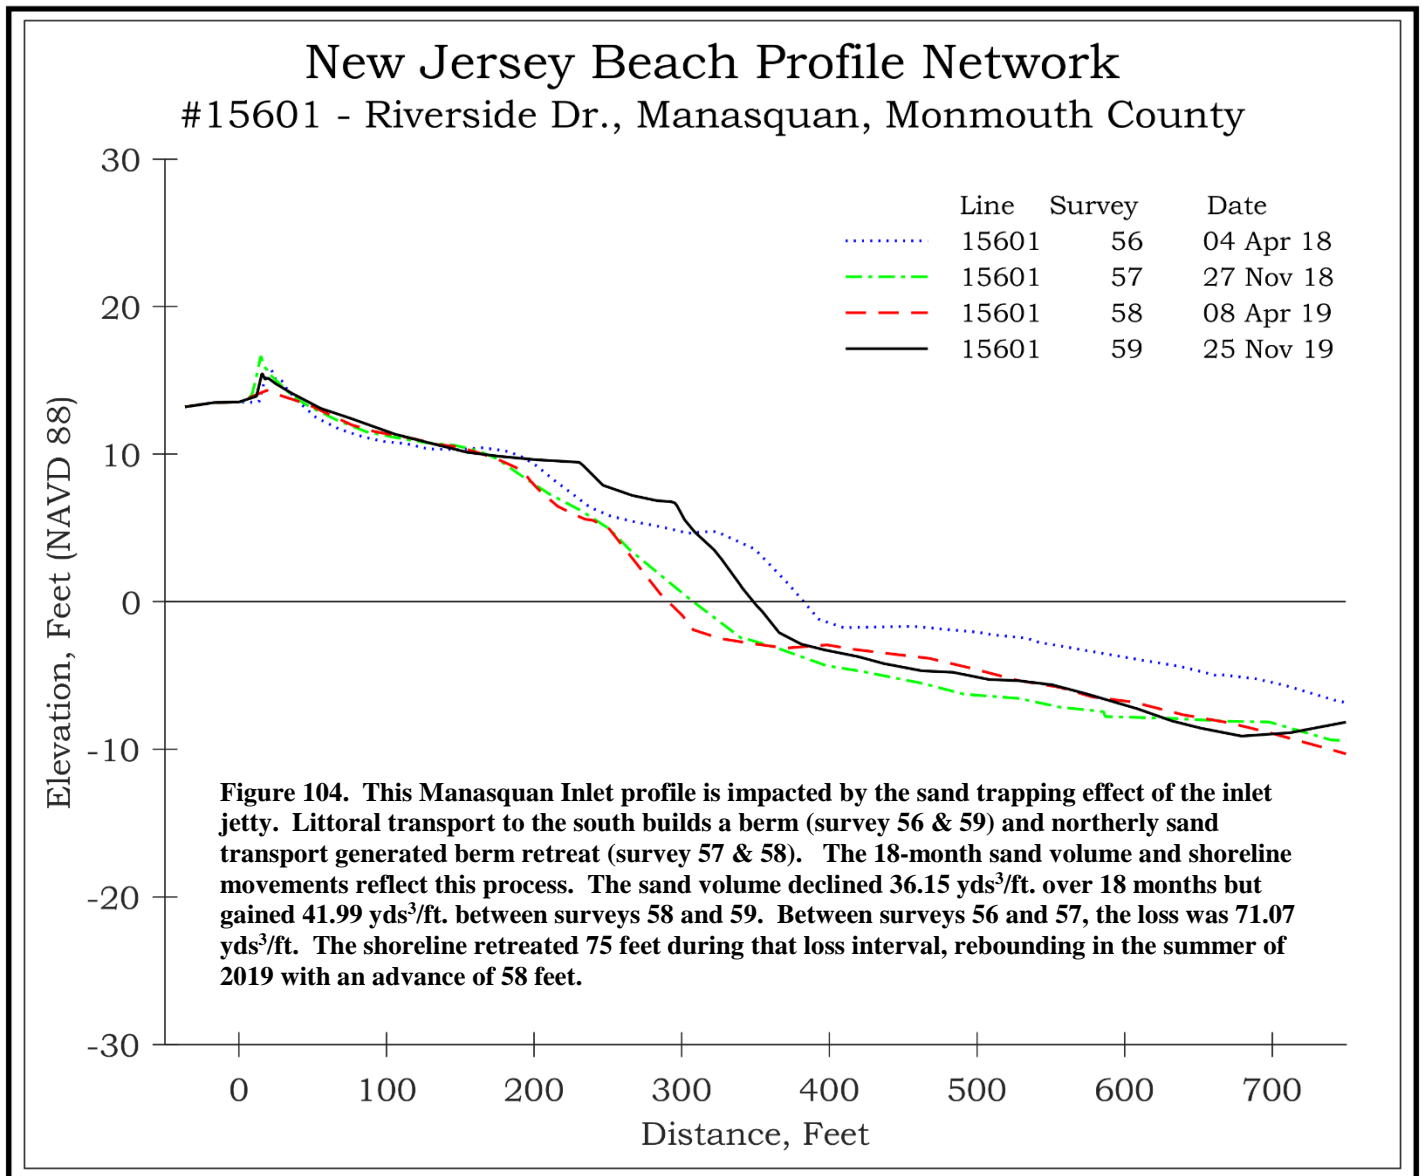 New Jersey Beach Profile Network
#15601 - Riverside Dr., Manasquan, Monmouth County
Line Survey Date
15601 56 04 Apr 18
15601 57 27 Nov 18
15601 58 08 Apr 19
15601 59 25 Nov 19
30
20
10
0
-10
-20
-30
Elevation, Feet (NAVD 88)
Figure 104. This Manasquan Inlet profile is impacted by the sand trapping effect of the inlet
jetty. Littoral transport to the south builds a berm (survey 56 & 59) and northerly sand
transport generated berm retreat (survey 57 & 58). The 18-month sand volume and shoreline
movements reflect this process. The sand volume declined 36.15 yds³/ft. over 18 months but
gained 41.99 yds³/ft. between surveys 58 and 59. Between surveys 56 and 57, the loss was 71.07
yds³/ft. The shoreline retreated 75 feet during that loss interval, rebounding in the summer of
2019 with an advance of 58 feet.
0 100 200 300 400 500 600 700
Distance, Feet